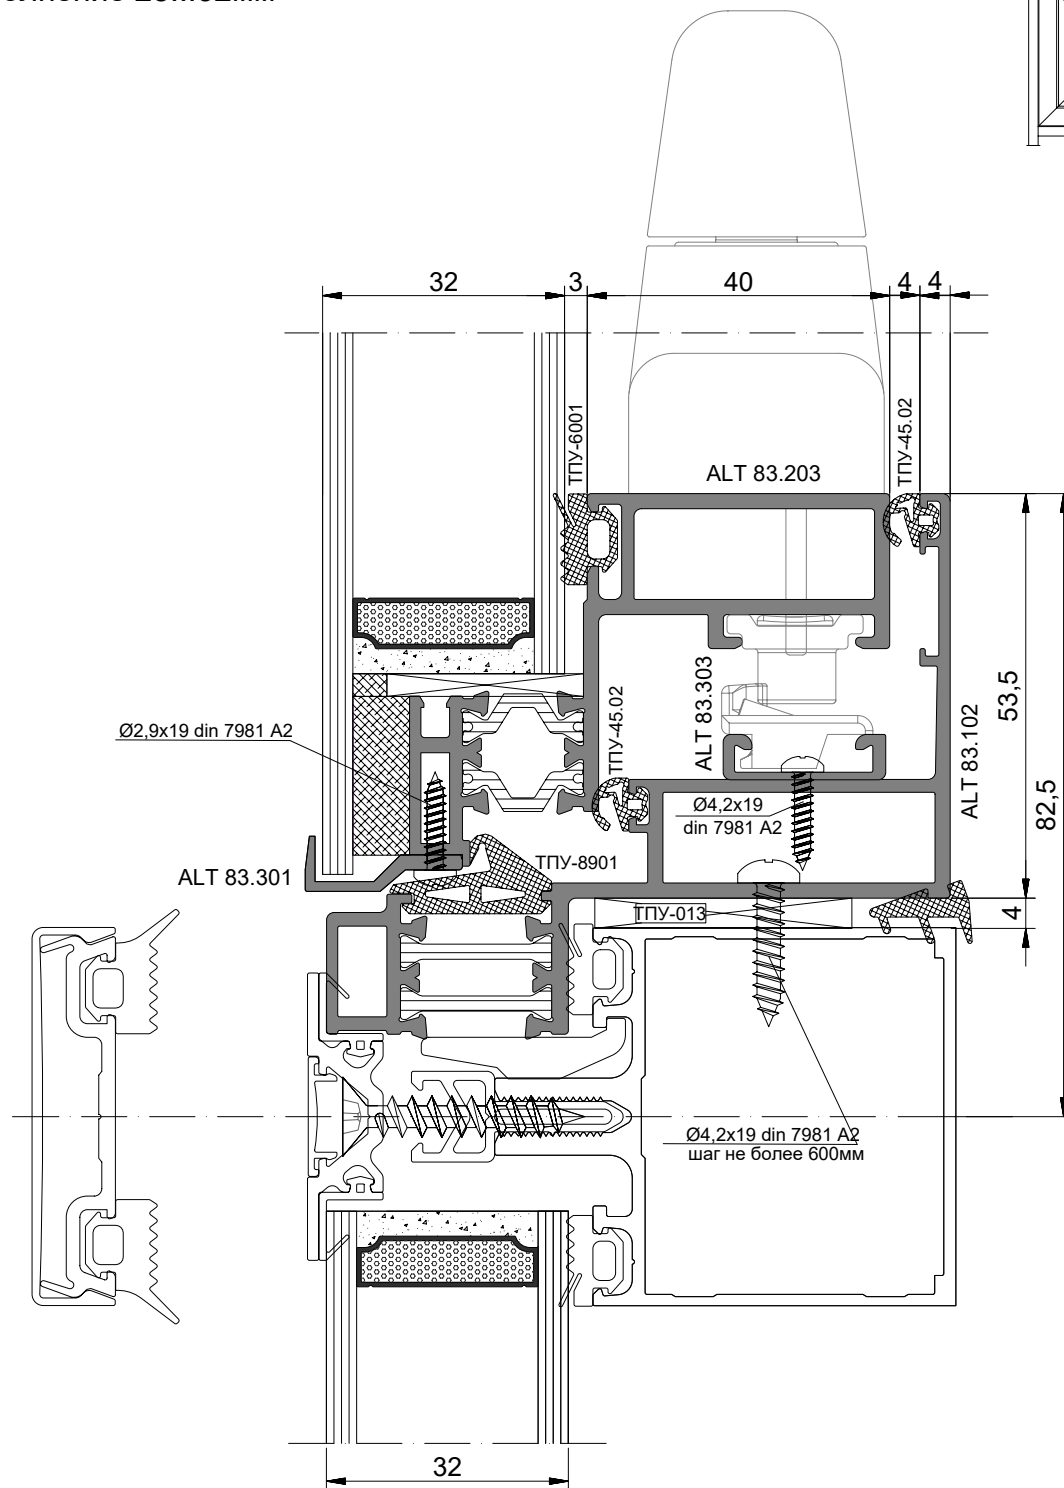 32
3
40
4
4
ТПУ-6001
ТПУ-45.02
ALT 83.203
53,5
82,5
ALT 83.303
ALT 83.102
ТПУ-45.02
Ø2,9x19 din 7981 A2
Ø4,2x19
din 7981 A2
ТПУ-8901
ALT 83.301
ТПУ-013
4
Ø4,2x19 din 7981 A2
шаг не более 600мм
32